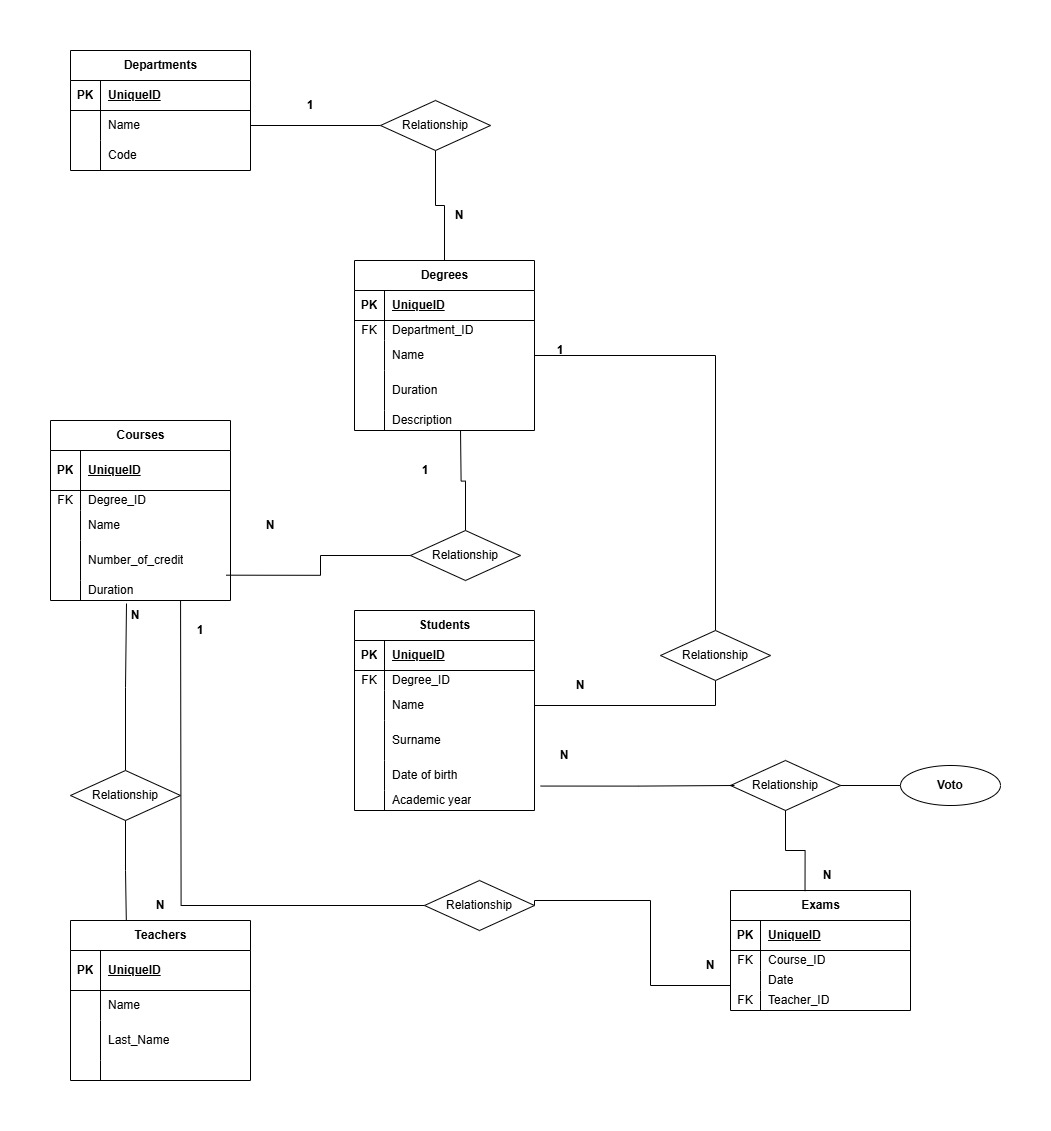 Departments
PK UniqueID
Name
Code
1
Relationship
N
Degrees
PK UniqueID
FK Department_ID
Name
Duration
Description
1
1
Courses
PK UniqueID
FK Degree_ID
Name
Number_of_credit
Duration
N
Relationship
N
1
Students
PK UniqueID
FK Degree_ID
Name
Surname
Date of birth
Academic year
Relationship
N
N
Relationship
Voto
Relationship
N
N
Relationship
N
Teachers
PK UniqueID
Name
Last_Name
Exams
PK UniqueID
FK Course_ID
Date
FK Teacher_ID